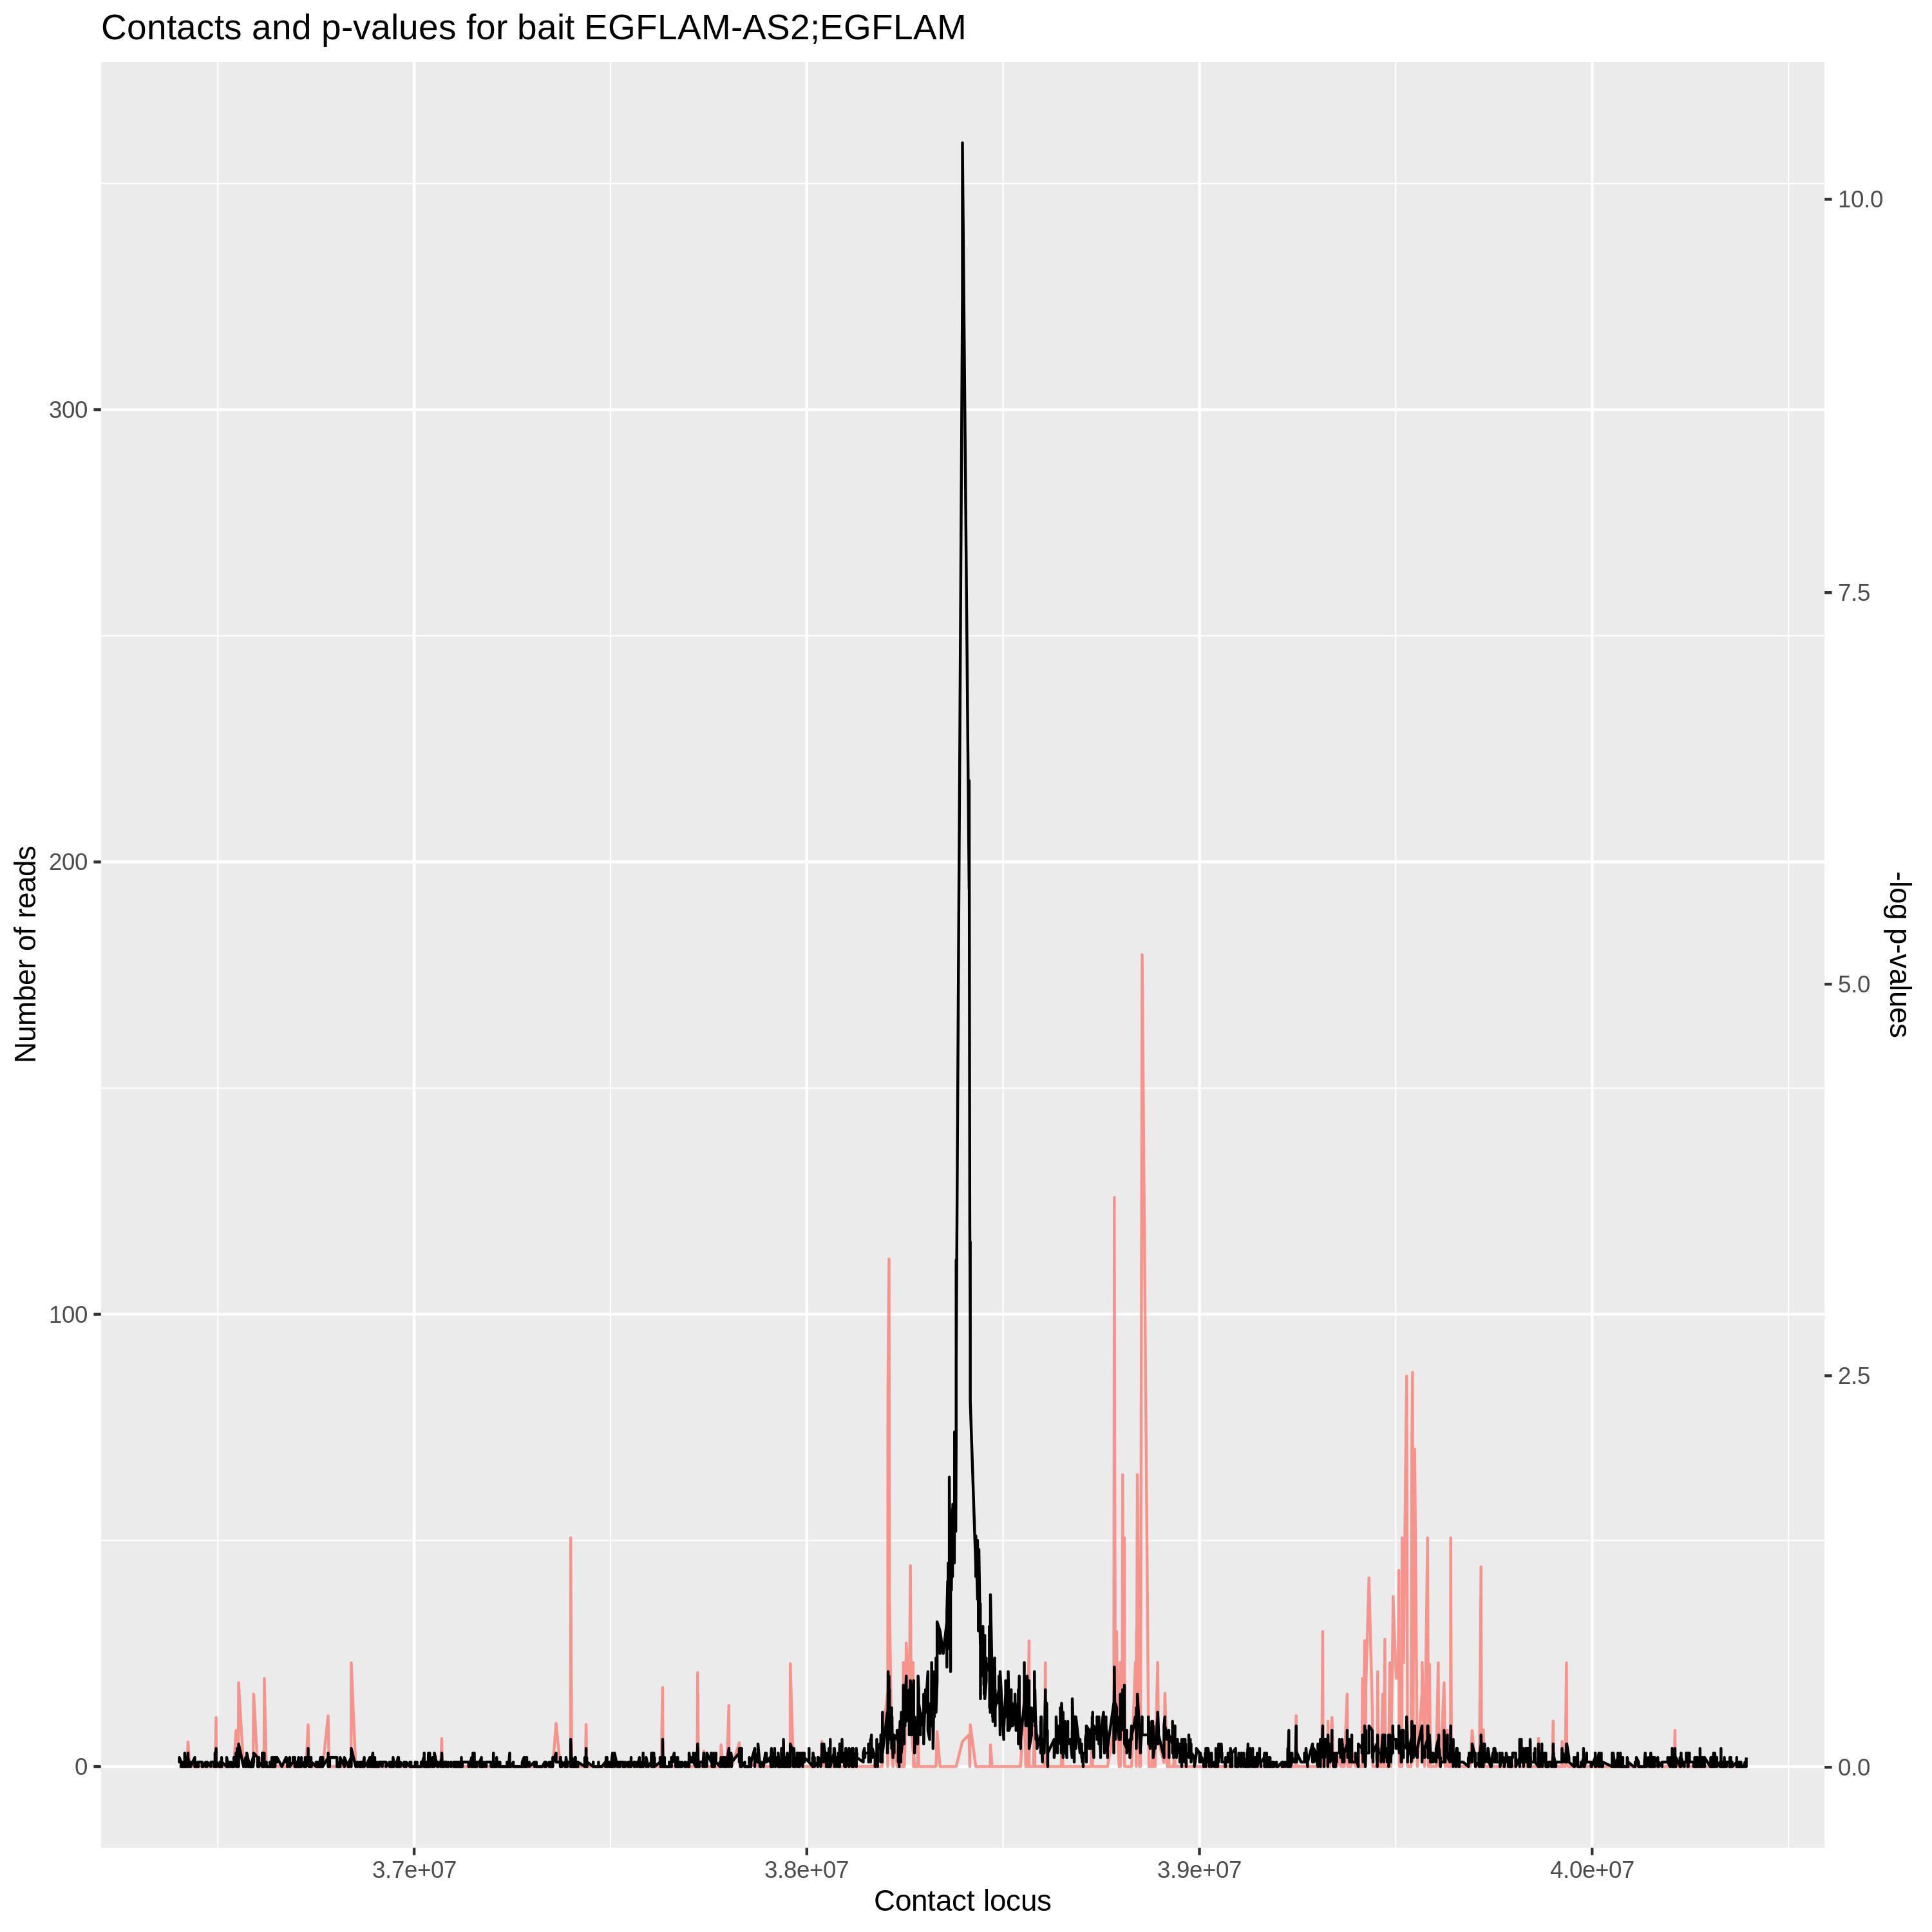 Contacts and p-values for bait EGFLAM-AS2;EGFLAM
Number of reads
300
200
100
0
10.0
7.5
5.0
2.5
0.0
-log p-values
3.7e+07
3.8e+07
3.9e+07
4.0e+07
Contact locus